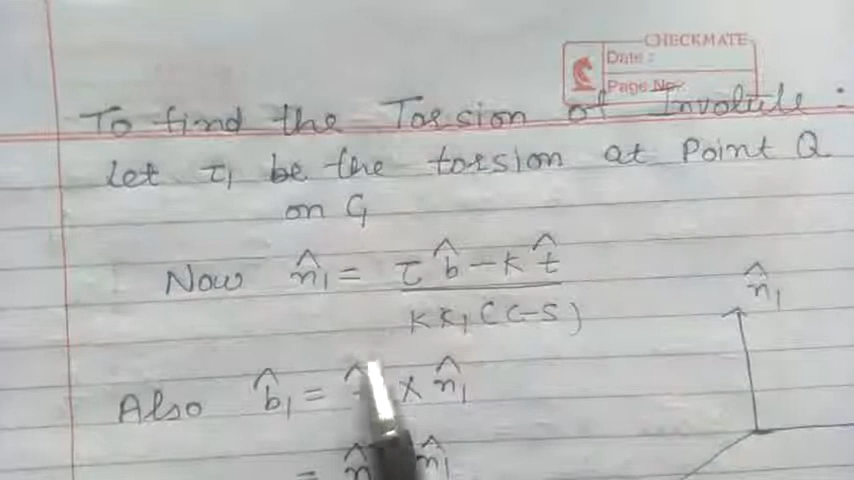 CHECKMATE
Date :
Page No.
To find the Torsion of Involute :
Let τ₁ be the torsion at Point Q
on C₁
Now n̂₁ = τ b̂ - κ t̂ / κ κ₁ (c-s)
n̂₁
Also b̂₁ = × n̂₁
= n̂ n̂₁